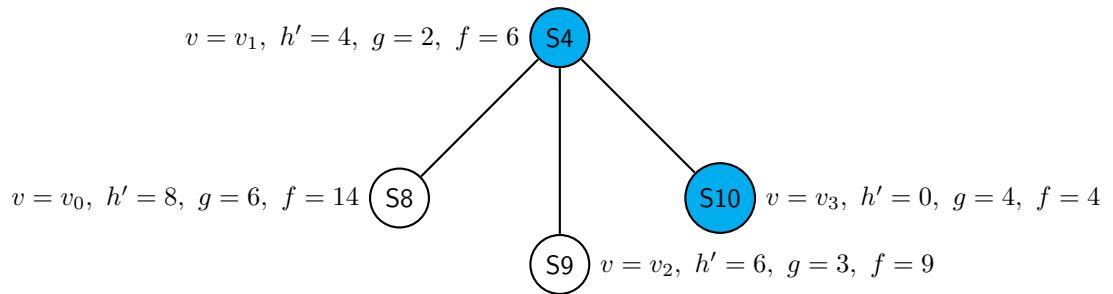 v = v₁, h′ = 4, g = 2, f = 6 S4
v = v₀, h′ = 8, g = 6, f = 14 S8
S10 v = v₃, h′ = 0, g = 4, f = 4
S9 v = v₂, h′ = 6, g = 3, f = 9